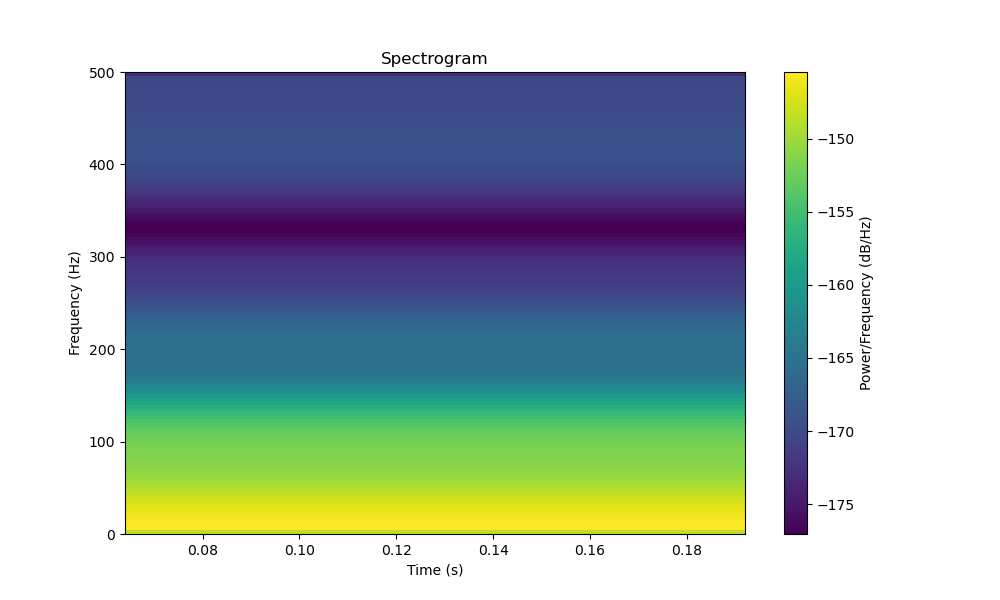 Spectrogram
500
400
300
200
100
0
Frequency (Hz)
0.08 0.10 0.12 0.14 0.16 0.18
Time (s)
−150
−155
−160
−165
−170
−175
Power/Frequency (dB/Hz)